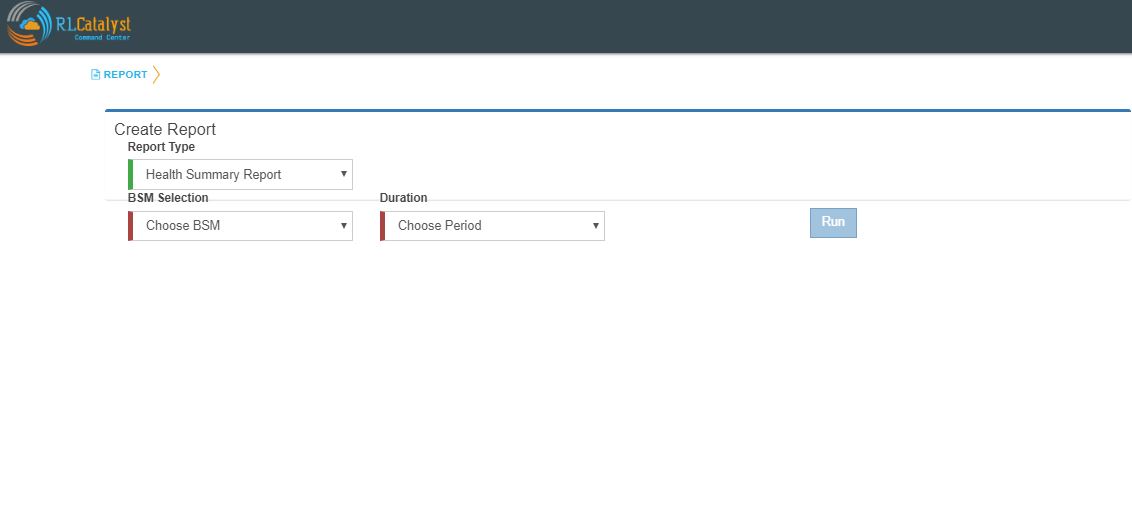 RLCatalyst
Command Center
REPORT
Create Report
Report Type
Health Summary Report
BSM Selection Duration
Choose BSM Choose Period Run